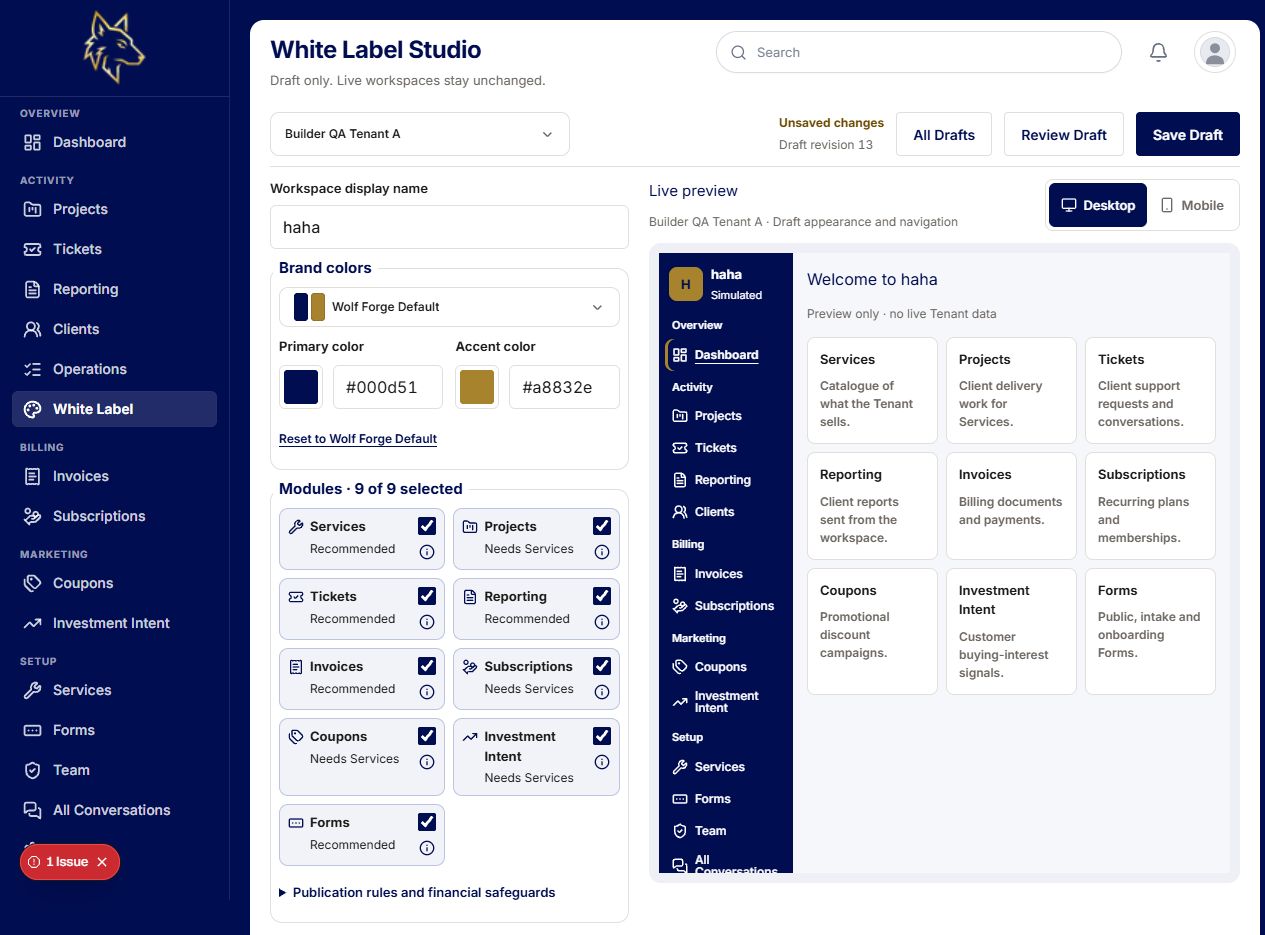 OVERVIEW
Dashboard
ACTIVITY
Projects
Tickets
Reporting
Clients
Operations
White Label
BILLING
Invoices
Subscriptions
MARKETING
Coupons
Investment Intent
SETUP
Services
Forms
Team
All Conversations
1 Issue
White Label Studio
Draft only. Live workspaces stay unchanged.
Search
Builder QA Tenant A
Unsaved changes
Draft revision 13
All Drafts
Review Draft
Save Draft
Workspace display name
haha
Brand colors
Wolf Forge Default
Primary color
Accent color
#000d51
#a8832e
Reset to Wolf Forge Default
Modules · 9 of 9 selected
Services
Recommended
Projects
Needs Services
Tickets
Recommended
Reporting
Recommended
Invoices
Recommended
Subscriptions
Needs Services
Coupons
Needs Services
Investment
Intent
Needs Services
Forms
Recommended
Publication rules and financial safeguards
Live preview
Builder QA Tenant A · Draft appearance and navigation
Desktop
Mobile
H
haha
Simulated
Overview
Dashboard
Activity
Projects
Tickets
Reporting
Clients
Billing
Invoices
Subscriptions
Marketing
Coupons
Investment
Intent
Setup
Services
Forms
Team
All
Conversations
Welcome to haha
Preview only · no live Tenant data
Services
Catalogue of
what the Tenant
sells.
Projects
Client delivery
work for
Services.
Tickets
Client support
requests and
conversations.
Reporting
Client reports
sent from the
workspace.
Invoices
Billing documents
and payments.
Subscriptions
Recurring plans
and
memberships.
Coupons
Promotional
discount
campaigns.
Investment
Intent
Customer
buying-interest
signals.
Forms
Public, intake and
onboarding
Forms.